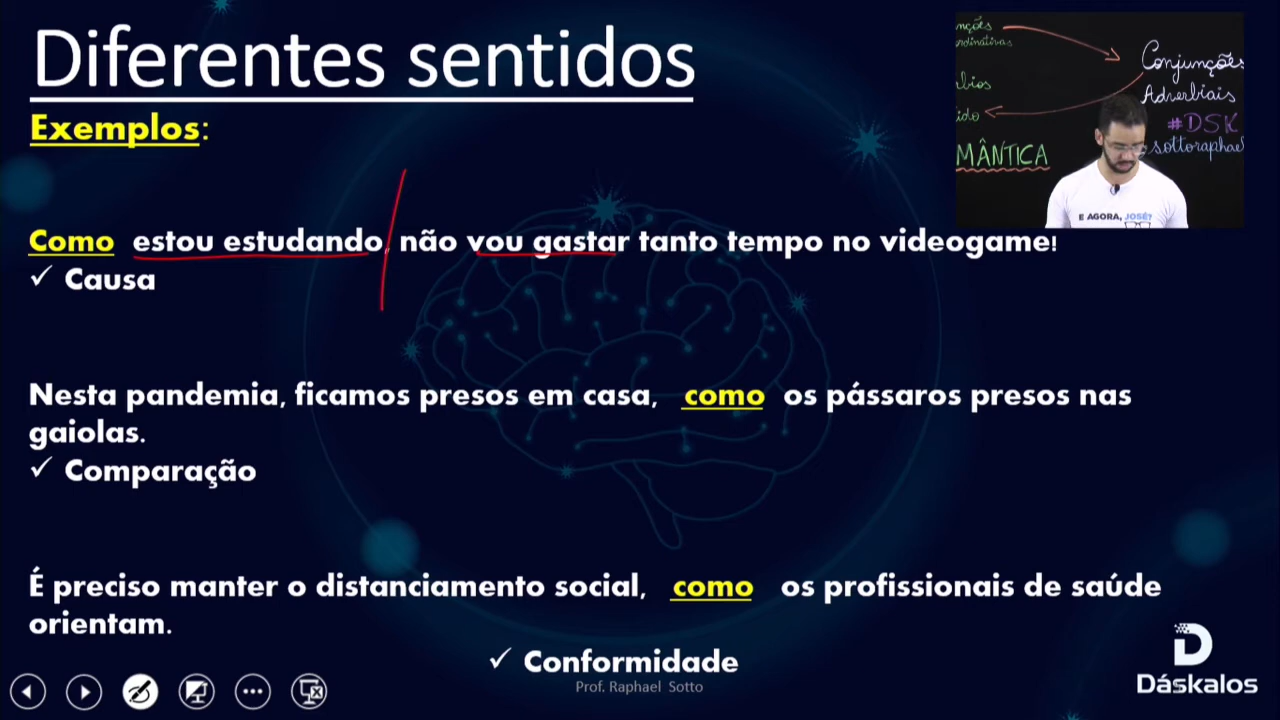 Diferentes sentidos
Exemplos:
Como estou estudando, não vou gastar tanto tempo no videogame!
✓ Causa
Nesta pandemia, ficamos presos em casa, como os pássaros presos nas
gaiolas.
✓ Comparação
É preciso manter o distanciamento social, como os profissionais de saúde
orientam.
✓ Conformidade
Prof. Raphael Sotto
Dáskalos
Conjunções
Adverbiais
#DSK
sottoraphael
MÂNTICA
E AGORA, JOSÉ?